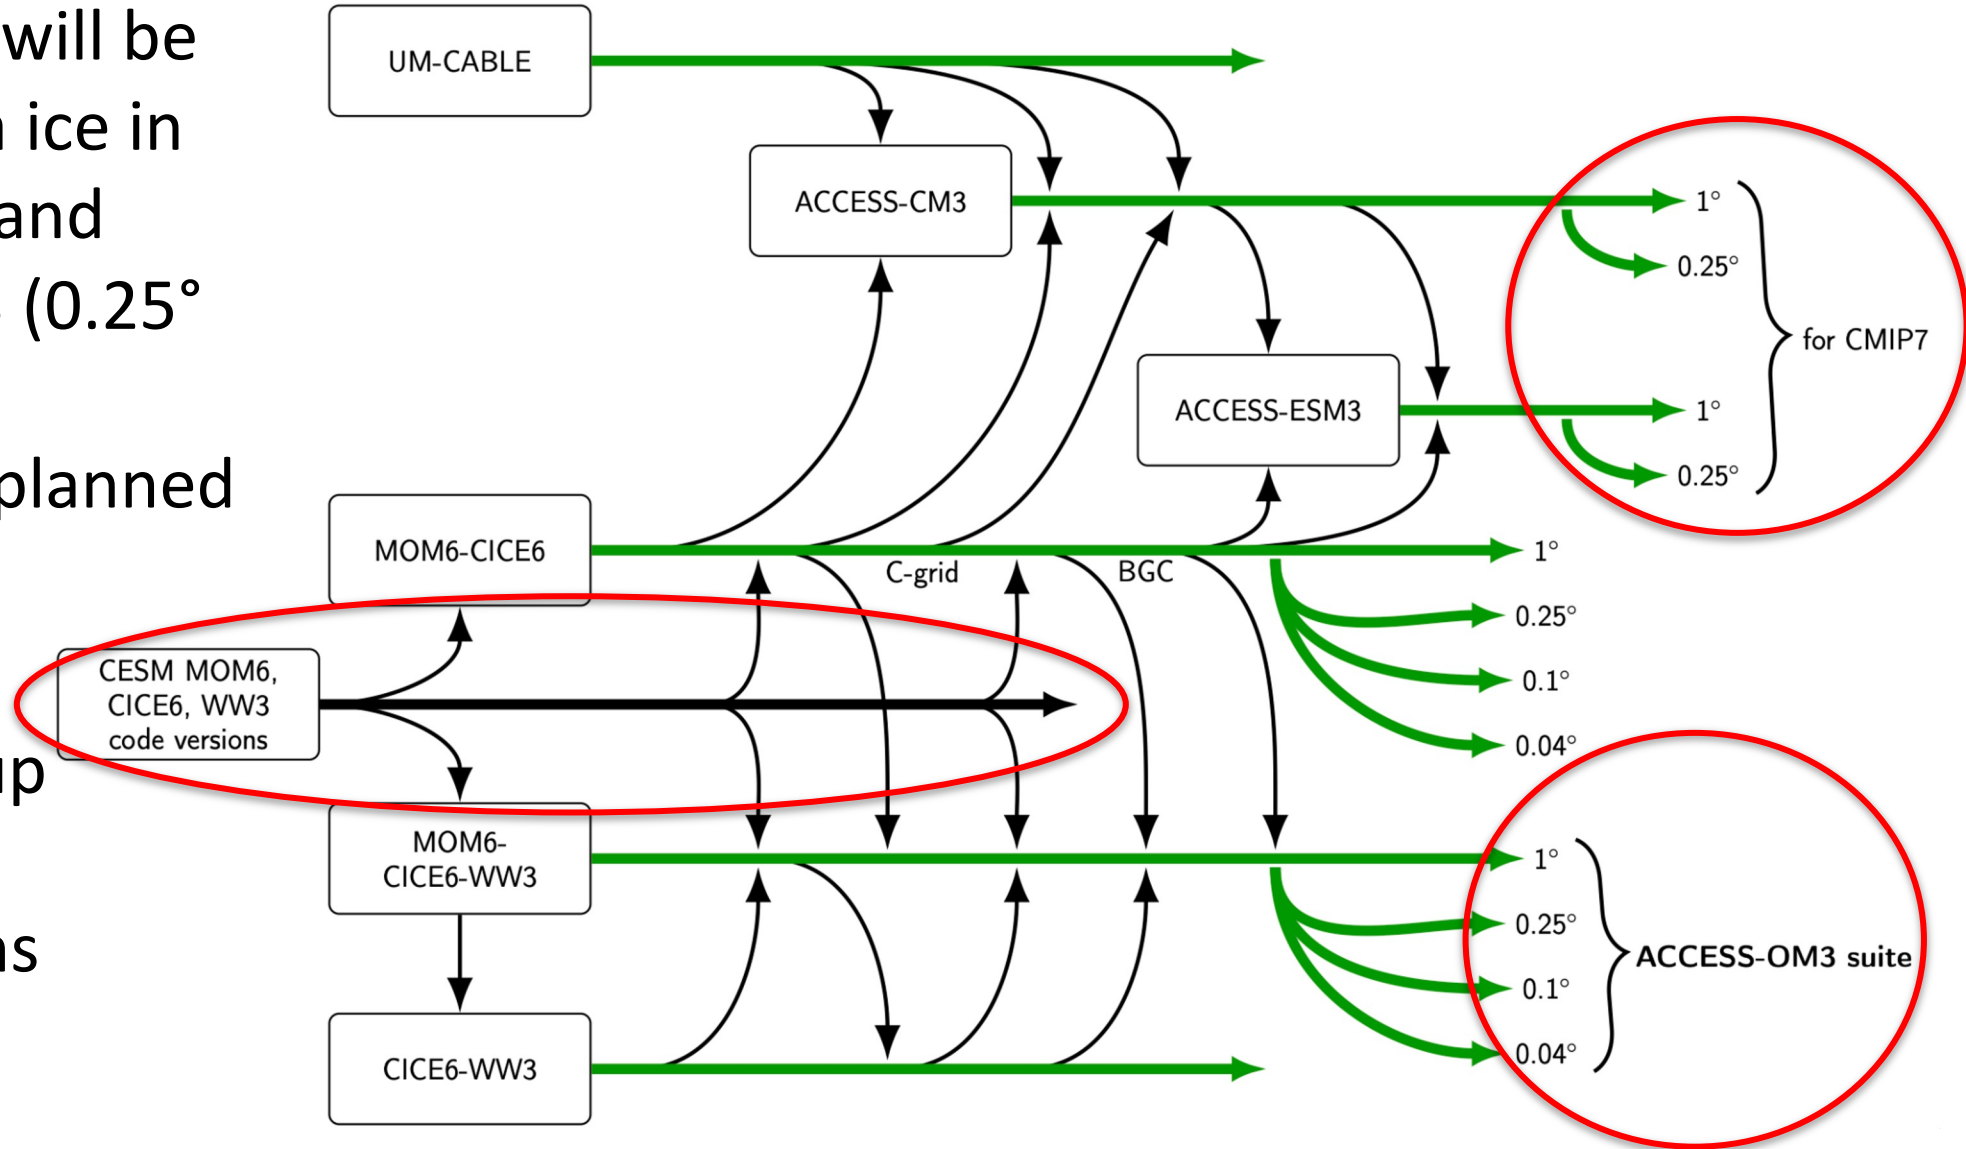 will be
ice in
and
(0.25°
planned
up
ns
UM-CABLE
ACCESS-CM3
1°
0.25°
for CMIP7
ACCESS-ESM3
1°
0.25°
MOM6-CICE6
C-grid
BGC
1°
0.25°
0.1°
0.04°
CESM MOM6,
CICE6, WW3
code versions
MOM6-
CICE6-WW3
1°
0.25°
0.1°
0.04°
ACCESS-OM3 suite
CICE6-WW3